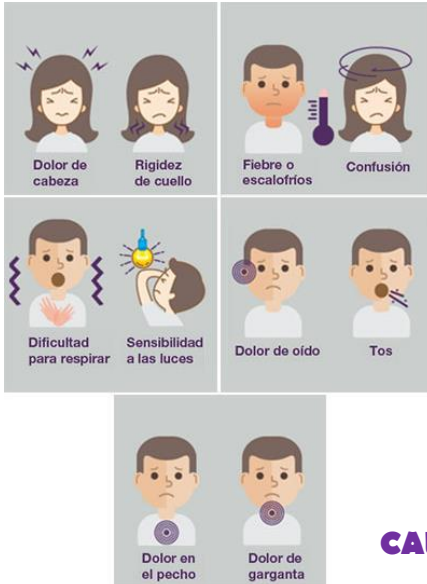 Dolor de
cabeza
Rigidez
de cuello
Fiebre o
escalofríos
Confusión
Dificultad
para respirar
Sensibilidad
a las luces
Dolor de oído
Tos
Dolor en
el pecho
Dolor de
garganta